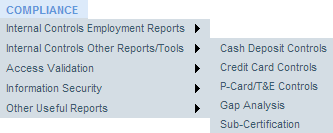 COMPLIANCE
Internal Controls Employment Reports
Internal Controls Other Reports/Tools
Access Validation
Information Security
Other Useful Reports
Cash Deposit Controls
Credit Card Controls
P-Card/T&E Controls
Gap Analysis
Sub-Certification